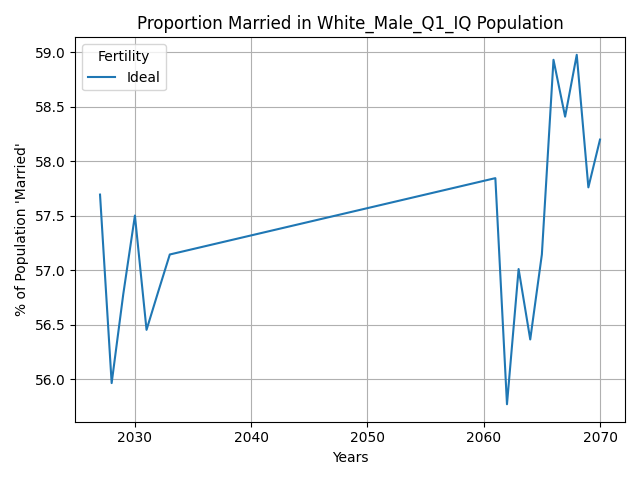 Proportion Married in White_Male_Q1_IQ Population
Fertility
Ideal
59.0
58.5
58.0
57.5
57.0
56.5
56.0
% of Population 'Married'
2030 2040 2050 2060 2070
Years